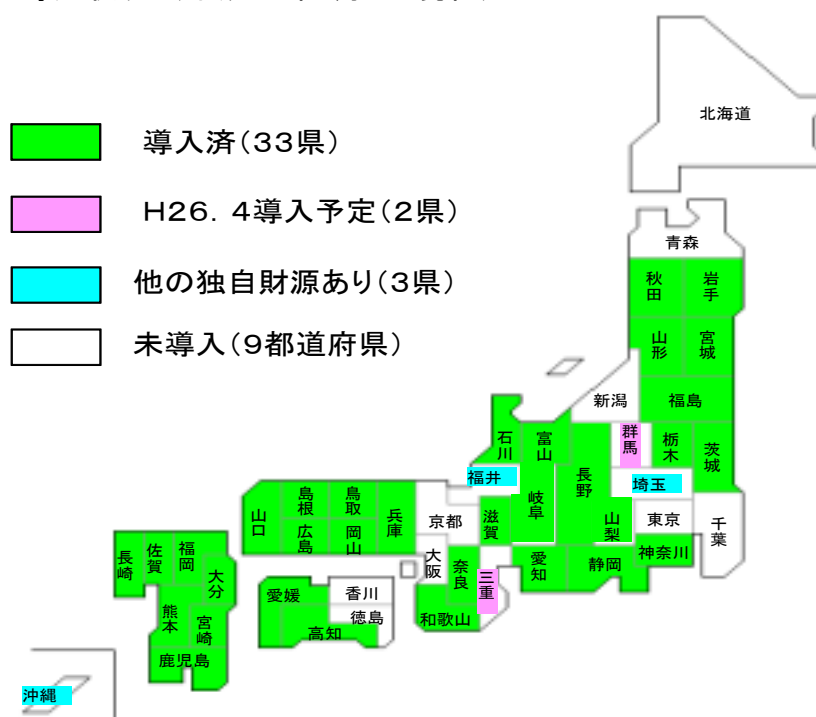 導入済(33県)
H26.4導入予定(2県)
他の独自財源あり(3県)
未導入(9都道府県)
北海道
青森
秋田
岩手
山形
宮城
新潟
福島
石川
富山
群馬
栃木
茨城
福井
長野
埼玉
島根
鳥取
兵庫
山口
広島
岡山
京都
滋賀
岐阜
山梨
東京
千葉
長崎
佐賀
福岡
大分
大阪
奈良
三重
愛知
静岡
神奈川
愛媛
香川
徳島
高知
和歌山
熊本
宮崎
鹿児島
沖縄